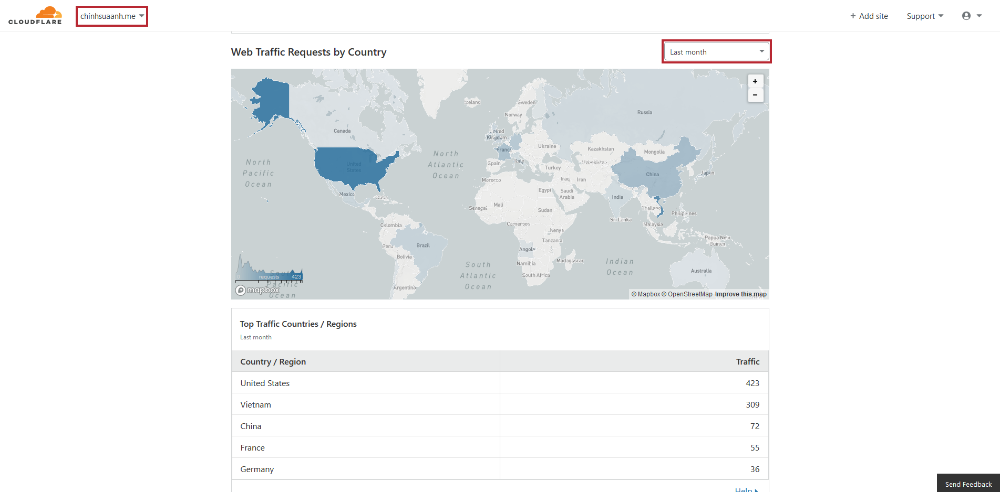 CLOUDFLARE
chinhsuaanh.me
+ Add site
Support
Web Traffic Requests by Country
Last month
+
−
Iceland
Sweden
Norway
Russia
Canada
United
Kingdom
Ukraine
Kazakhstan
Mongolia
France
Italy
Spain
Turkey
Uzbekistan
China
Japan
North
Pacific
Ocean
North
Atlantic
Ocean
United
States
Morocco
Iraq
Iran
Egypt
Saudi
Arabia
Mexico
Cuba
India
Mali
Senegal
Sudan
Thailand
Philippines
Sri Lanka
Malaysia
Colombia
Cameroon
Kenya
Tanzania
Papua New
Guinea
Peru
Brazil
Angola
Bolivia
Namibia
Madagascar
South Africa
South
Atlantic
Ocean
Indian
Ocean
Australia
Argentina
0 requests 423
South
Pacific
Ocean
mapbox
© Mapbox © OpenStreetMap Improve this map
Top Traffic Countries / Regions
Last month
Country / Region Traffic
United States 423
Vietnam 309
China 72
France 55
Germany 36
Help
Send Feedback